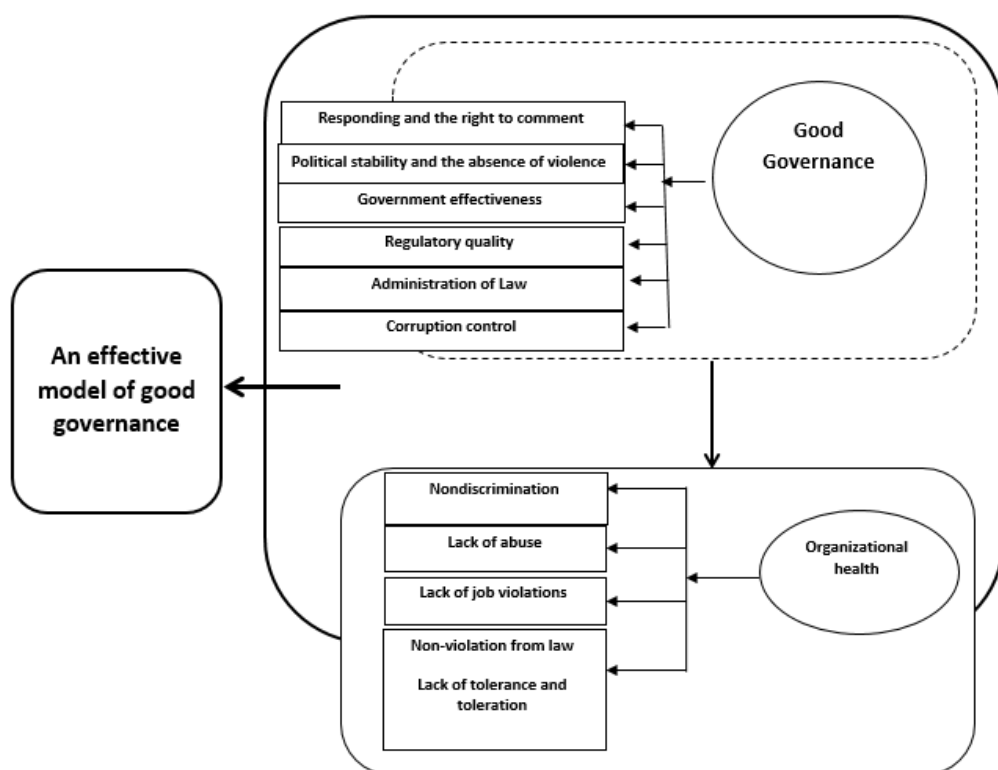 Responding and the right to comment
Political stability and the absence of violence
Government effectiveness
Regulatory quality
Administration of Law
Corruption control
Good
Governance
An effective
model of good
governance
Nondiscrimination
Lack of abuse
Lack of job violations
Non-violation from law
Lack of tolerance and
toleration
Organizational
health